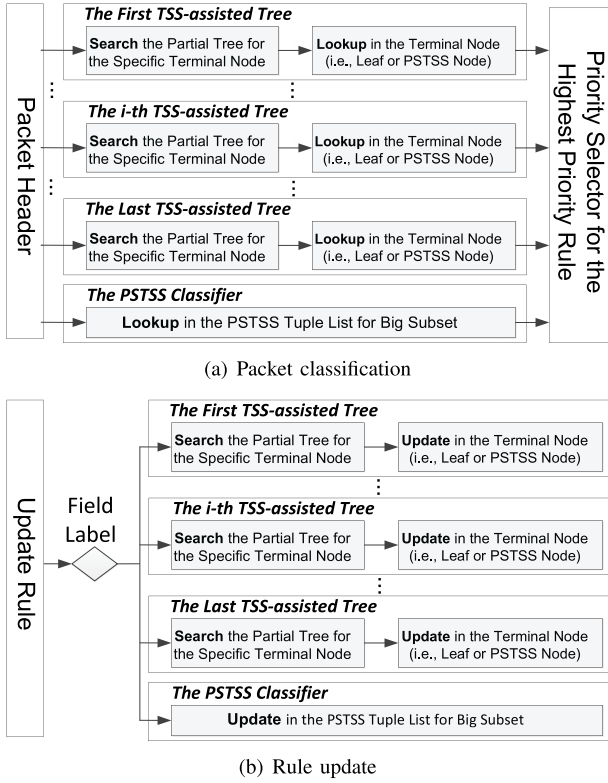 Packet Header
The First TSS-assisted Tree
Search the Partial Tree for
the Specific Terminal Node
Lookup in the Terminal Node
(i.e., Leaf or PSTSS Node)
The i-th TSS-assisted Tree
Search the Partial Tree for
the Specific Terminal Node
Lookup in the Terminal Node
(i.e., Leaf or PSTSS Node)
The Last TSS-assisted Tree
Search the Partial Tree for
the Specific Terminal Node
Lookup in the Terminal Node
(i.e., Leaf or PSTSS Node)
The PSTSS Classifier
Lookup in the PSTSS Tuple List for Big Subset
Priority Selector for the
Highest Priority Rule
(a) Packet classification
Update Rule
Field
Label
The First TSS-assisted Tree
Search the Partial Tree for
the Specific Terminal Node
Update in the Terminal Node
(i.e., Leaf or PSTSS Node)
The i-th TSS-assisted Tree
Search the Partial Tree for
the Specific Terminal Node
Update in the Terminal Node
(i.e., Leaf or PSTSS Node)
The Last TSS-assisted Tree
Search the Partial Tree for
the Specific Terminal Node
Update in the Terminal Node
(i.e., Leaf or PSTSS Node)
The PSTSS Classifier
Update in the PSTSS Tuple List for Big Subset
(b) Rule update